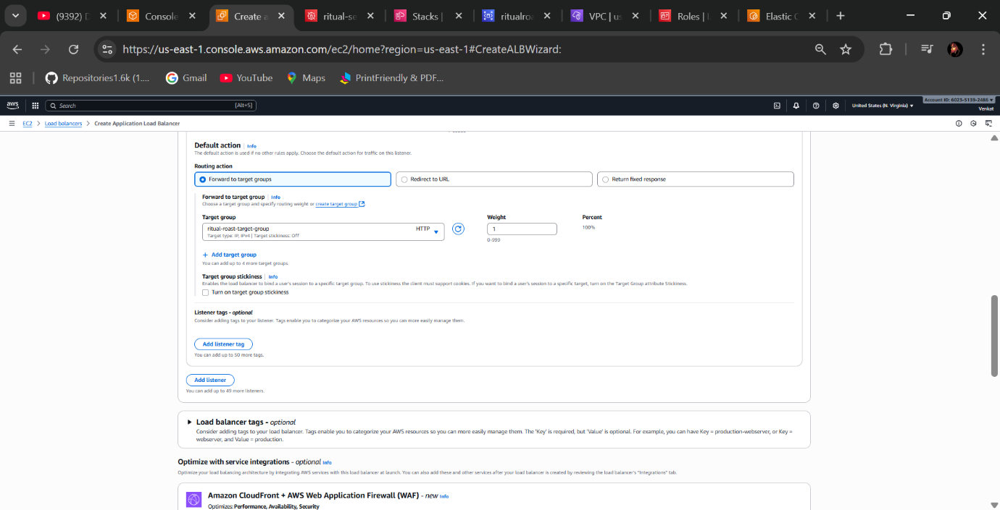 (9392) D
Console
Create a
ritual-se
Stacks |
ritualroa
VPC | us
Roles | I
Elastic C
https://us-east-1.console.aws.amazon.com/ec2/home?region=us-east-1#CreateALBWizard:
Repositories1.6k (1....
Gmail
YouTube
Maps
PrintFriendly & PDF...
aws
Search
[Alt+S]
United States (N. Virginia)
Account ID: 6023-5139-2486
Venkat
EC2 > Load balancers > Create Application Load Balancer
Default action | Info
The default action is used if no other rules apply. Choose the default action for traffic on this listener.
Routing action
Forward to target groups
Redirect to URL
Return fixed response
Forward to target group | Info
Choose a target group and specify routing weight or create target group.
Target group
Weight
Percent
ritual-roast-target-group
HTTP
Target type: IP, IPv4 | Target stickiness: Off
1
100%
0-999
+ Add target group
You can add up to 4 more target groups.
Target group stickiness | Info
Enables the load balancer to bind a user's session to a specific target group. To use stickiness the client must support cookies. If you want to bind a user's session to a specific target, turn on the Target Group attribute Stickiness.
Turn on target group stickiness
Listener tags - optional
Consider adding tags to your listener. Tags enable you to categorize your AWS resources so you can more easily manage them.
Add listener tag
You can add up to 50 more tags.
Add listener
You can add up to 49 more listeners.
Load balancer tags - optional
Consider adding tags to your load balancer. Tags enable you to categorize your AWS resources so you can more easily manage them. The 'Key' is required, but 'Value' is optional. For example, you can have Key = production-webserver, or Key =
webserver, and Value = production.
Optimize with service integrations - optional Info
Optimize your load balancing architecture by integrating AWS services with this load balancer at launch. You can also add these and other services after your load balancer is created by reviewing the load balancer's "Integrations" tab.
Amazon CloudFront + AWS Web Application Firewall (WAF) - new Info
Optimizes: Performance, Availability, Security